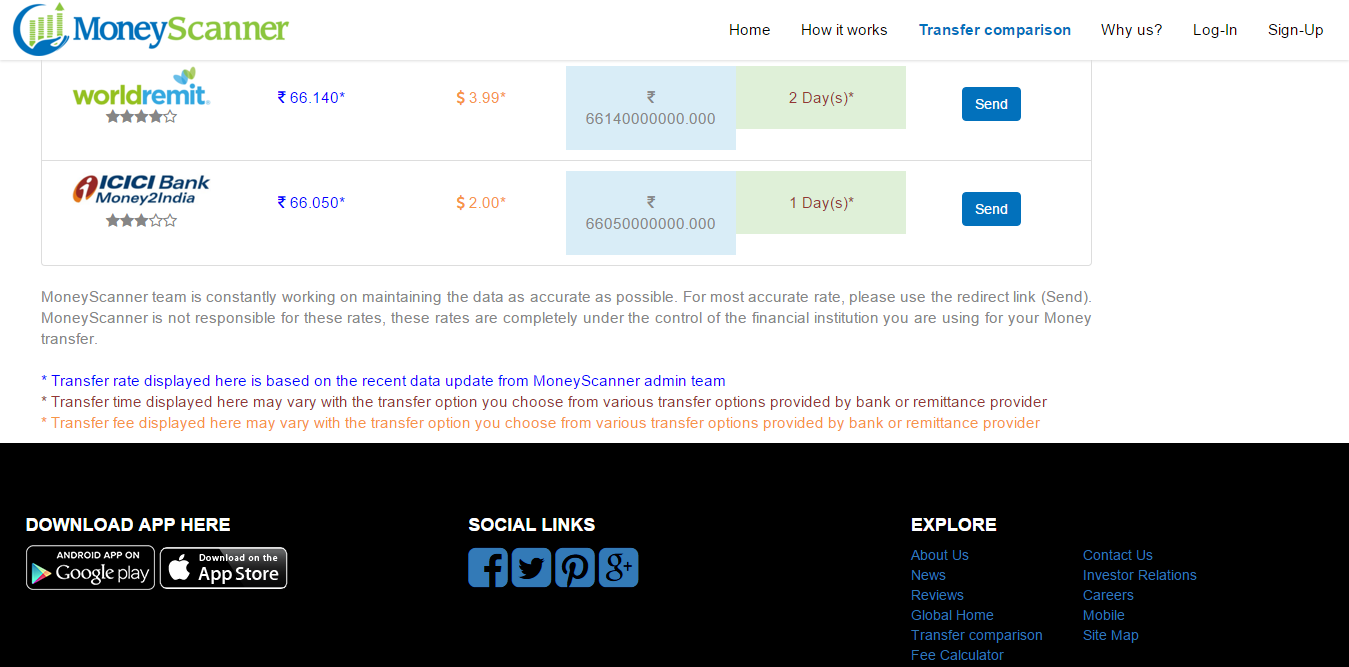 MoneyScanner
Home How it works Transfer comparison Why us? Log-In Sign-Up
worldremit
₹ 66.140* $ 3.99* ₹ 2 Day(s)* Send
66140000000.000
ICICI Bank
Money2India
₹ 66.050* $ 2.00* ₹ 1 Day(s)* Send
66050000000.000
MoneyScanner team is constantly working on maintaining the data as accurate as possible. For most accurate rate, please use the redirect link (Send).
MoneyScanner is not responsible for these rates, these rates are completely under the control of the financial institution you are using for your Money
transfer.
* Transfer rate displayed here is based on the recent data update from MoneyScanner admin team
* Transfer time displayed here may vary with the transfer option you choose from various transfer options provided by bank or remittance provider
* Transfer fee displayed here may vary with the transfer option you choose from various transfer options provided by bank or remittance provider
DOWNLOAD APP HERE
ANDROID APP ON
Google play
Download on the
App Store
SOCIAL LINKS
EXPLORE
About Us
News
Reviews
Global Home
Transfer comparison
Fee Calculator
Contact Us
Investor Relations
Careers
Mobile
Site Map